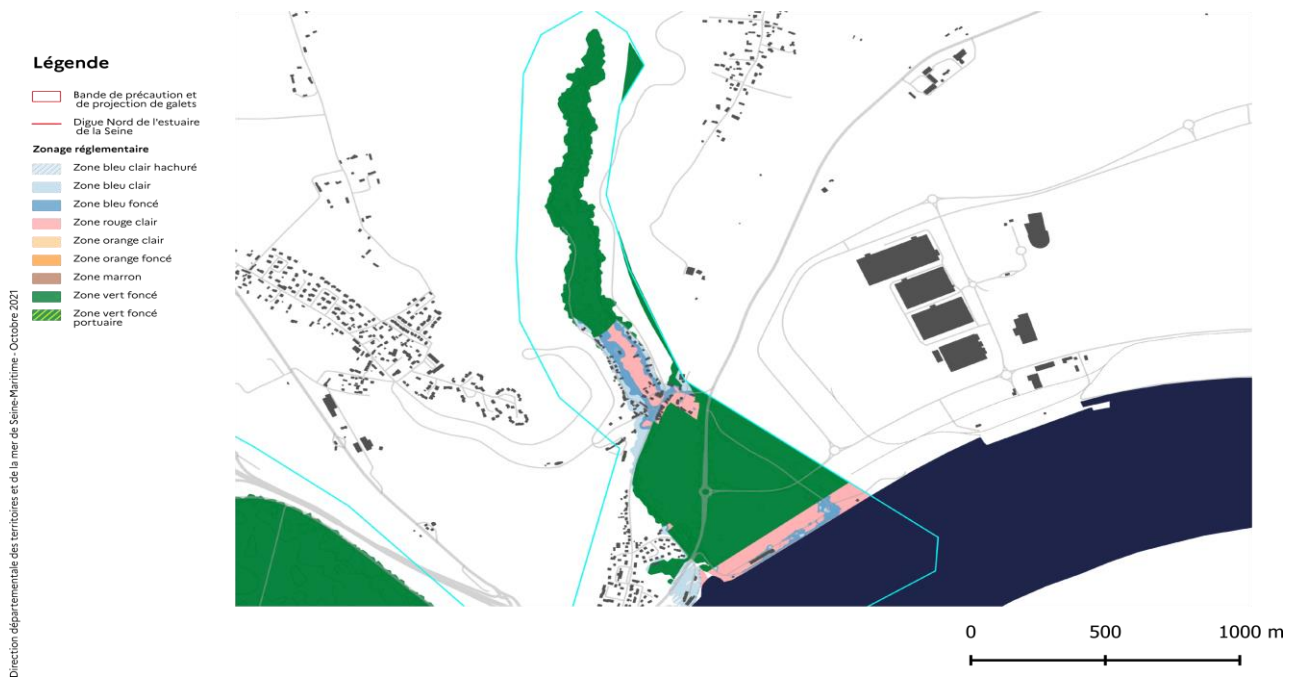 Légende
Bande de précaution et
de projection de galets
Digue Nord de l'estuaire
de la Seine
Zonage réglementaire
Zone bleu clair hachuré
Zone bleu clair
Zone bleu foncé
Zone rouge clair
Zone orange clair
Zone orange foncé
Zone marron
Zone vert foncé
Zone vert foncé
portuaire
Direction départementale des territoires et de la mer de Seine-Maritime - Octobre 2021
0 500 1000 m